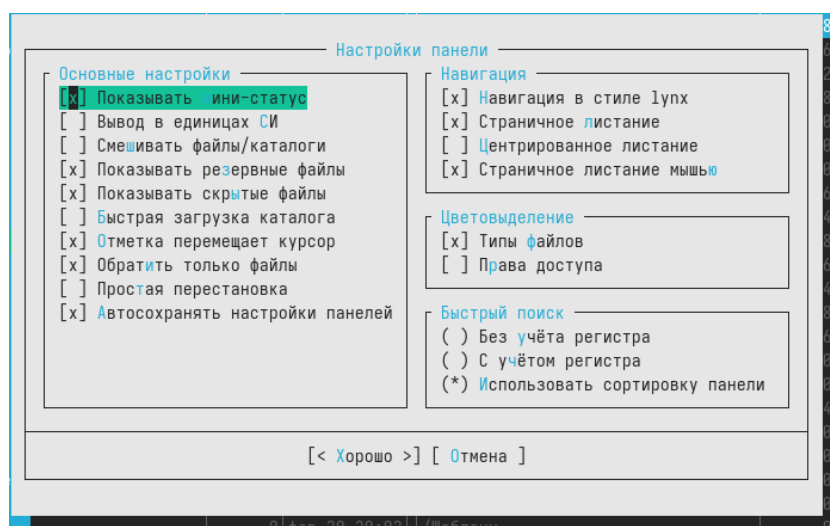 Настройки панели
Основные настройки
[x] Показывать мини-статус
[ ] Вывод в единицах СИ
[ ] Смешивать файлы/каталоги
[x] Показывать резервные файлы
[x] Показывать скрытые файлы
[ ] Быстрая загрузка каталога
[x] Отметка перемещает курсор
[x] Обратить только файлы
[ ] Простая перестановка
[x] Автосохранять настройки панелей
Навигация
[x] Навигация в стиле lynx
[x] Страничное листание
[ ] Центрированное листание
[x] Страничное листание мышью
Цветовыделение
[x] Типы файлов
[ ] Права доступа
Быстрый поиск
( ) Без учёта регистра
( ) С учётом регистра
(*) Использовать сортировку панели
[< Хорошо >] [ Отмена ]